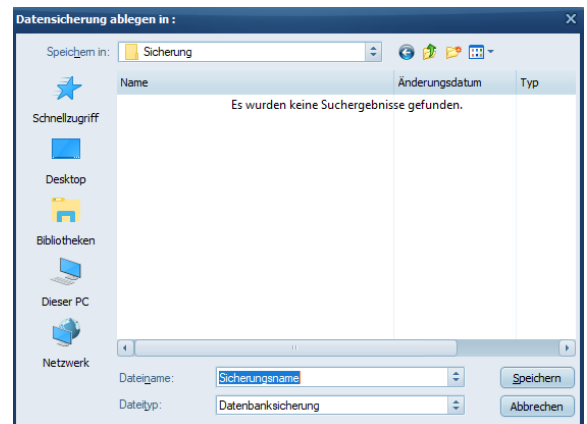 Datensicherung ablegen in :
Speichern in: Sicherung
Name Änderungsdatum Typ
Es wurden keine Suchergebnisse gefunden.
Schnellzugriff
Desktop
Bibliotheken
Dieser PC
Netzwerk
Dateiname: Sicherungsname Speichern
Dateityp: Datenbanksicherung Abbrechen